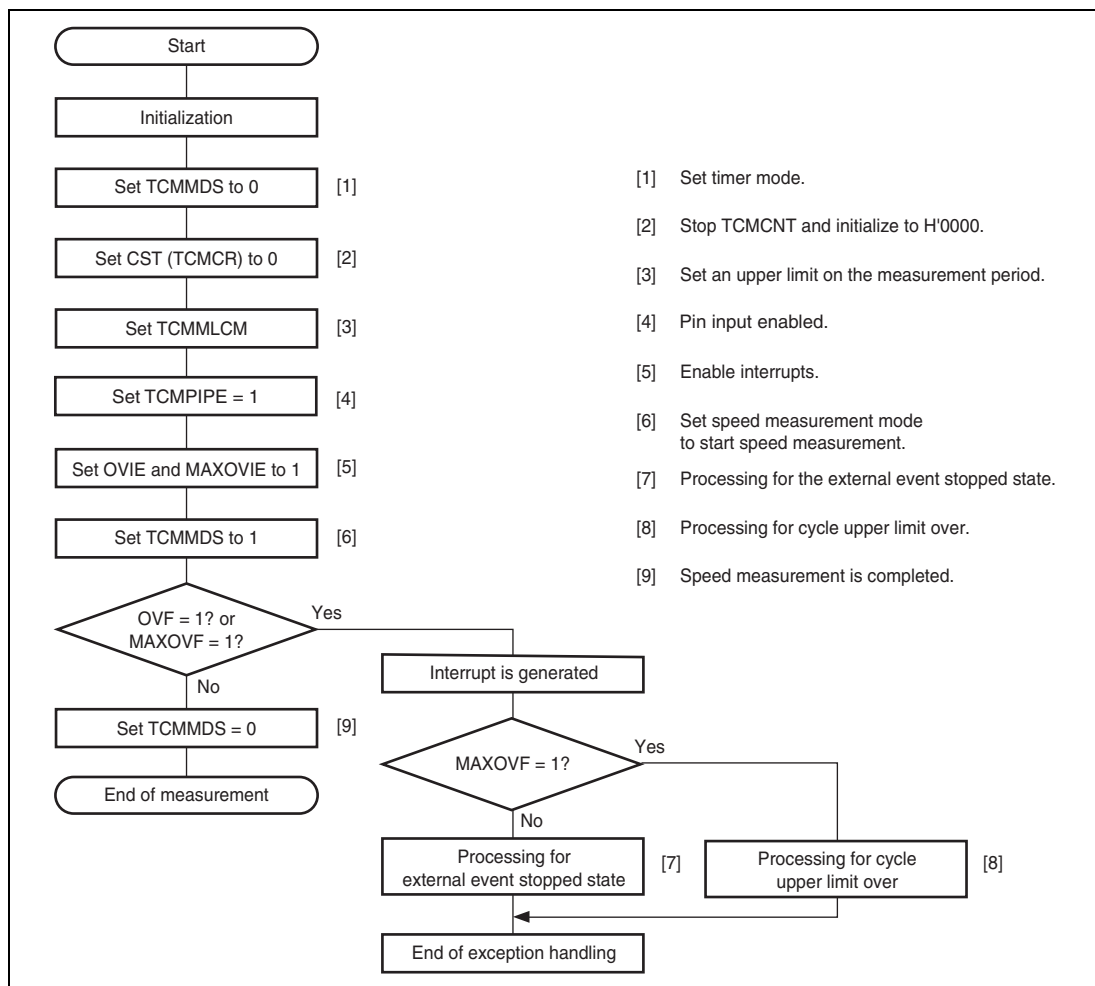 Start
Initialization
Set TCMMDS to 0 [1]
Set CST (TCMCR) to 0 [2]
Set TCMMLCM [3]
Set TCMPIPE = 1 [4]
Set OVIE and MAXOVIE to 1 [5]
Set TCMMDS to 1 [6]
OVF = 1? or
MAXOVF = 1?
Yes
No
Set TCMMDS = 0 [9]
End of measurement
Interrupt is generated
MAXOVF = 1?
Yes
No
Processing for
external event stopped state
[7]
Processing for cycle
upper limit over
[8]
End of exception handling
[1] Set timer mode.
[2] Stop TCMCNT and initialize to H'0000.
[3] Set an upper limit on the measurement period.
[4] Pin input enabled.
[5] Enable interrupts.
[6] Set speed measurement mode
to start speed measurement.
[7] Processing for the external event stopped state.
[8] Processing for cycle upper limit over.
[9] Speed measurement is completed.